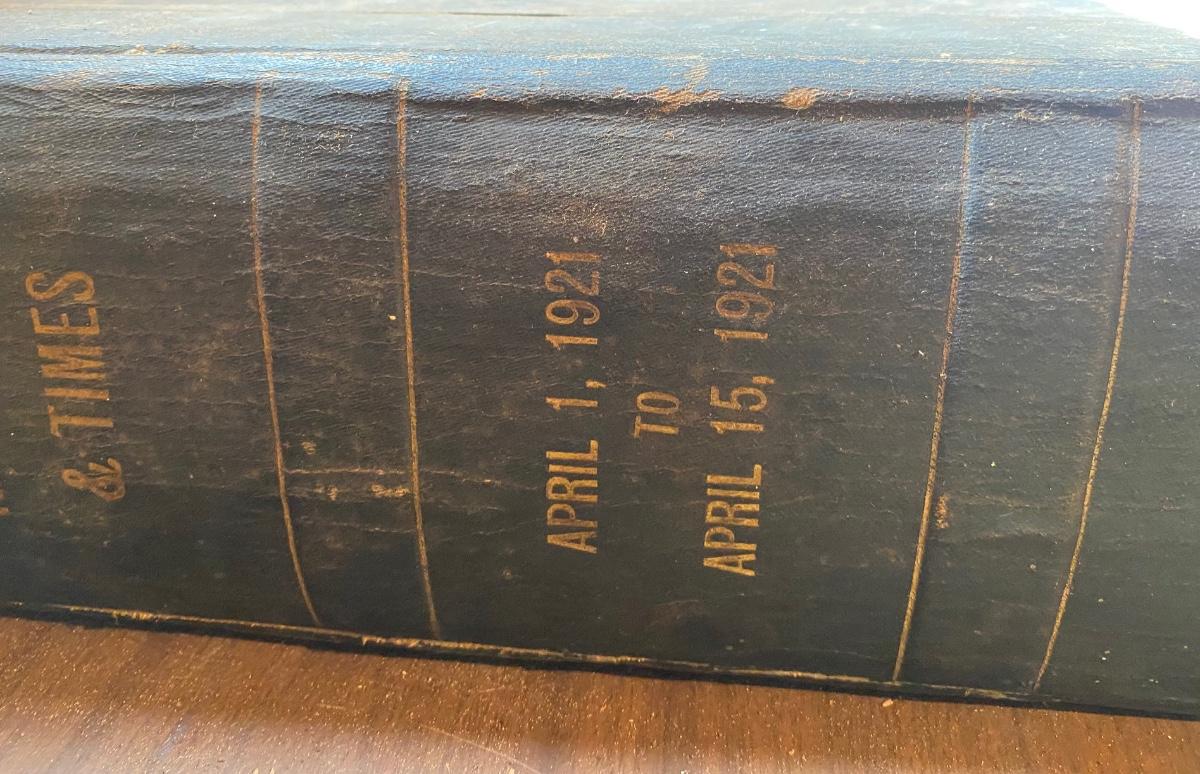 & TIMES
APRIL 1, 1921
TO
APRIL 15, 1921